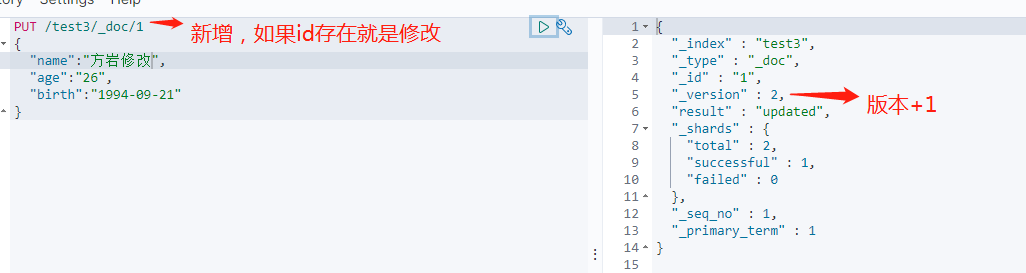 tory Settings Help
PUT /test3/_doc/1
新增，如果id存在就是修改
{
"name":"方岩修改",
"age":"26",
"birth":"1994-09-21"
}
1 {
2 "_index" : "test3",
3 "_type" : "_doc",
4 "_id" : "1",
5 "_version" : 2,
版本+1
6 "result" : "updated",
7 "_shards" : {
8 "total" : 2,
9 "successful" : 1,
10 "failed" : 0
11 },
12 "_seq_no" : 1,
13 "_primary_term" : 1
14 }
15